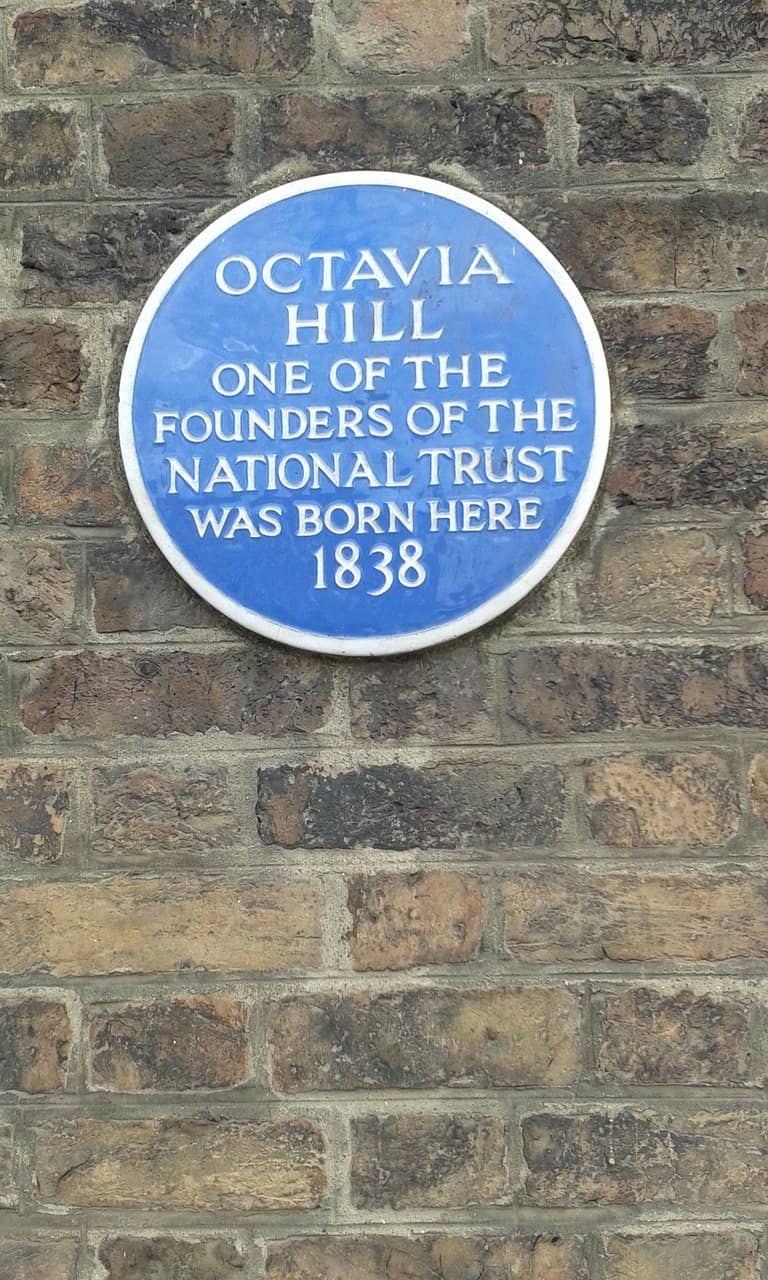 OCTAVIA
HILL
ONE OF THE
FOUNDERS OF THE
NATIONAL TRUST
WAS BORN HERE
1838